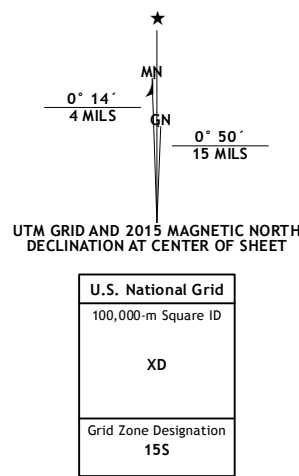 ★
MN
0° 14´
4 MILS
GN
0° 50´
15 MILS
UTM GRID AND 2015 MAGNETIC NORTH
DECLINATION AT CENTER OF SHEET
U.S. National Grid
100,000-m Square ID
XD
Grid Zone Designation
15S